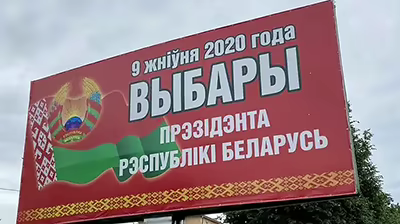 9 жніўня 2020 года
ВЫБАРЫ
ПРЭЗІДЭНТА
РЭСПУБЛІКІ БЕЛАРУСЬ